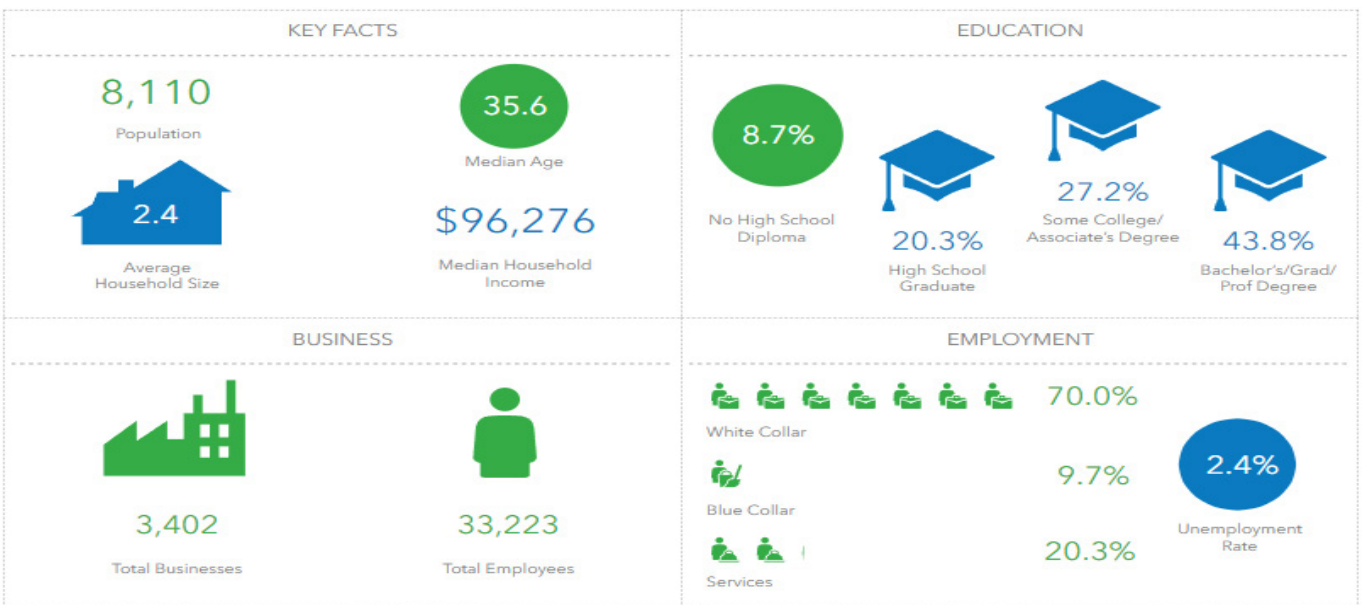 KEY FACTS
8,110
Population
35.6
Median Age
2.4
Average
Household Size
$96,276
Median Household
Income
EDUCATION
8.7%
No High School
Diploma
20.3%
High School
Graduate
27.2%
Some College/
Associate's Degree
43.8%
Bachelor's/Grad/
Prof Degree
BUSINESS
3,402
Total Businesses
33,223
Total Employees
EMPLOYMENT
70.0%
White Collar
9.7%
Blue Collar
20.3%
Services
2.4%
Unemployment
Rate